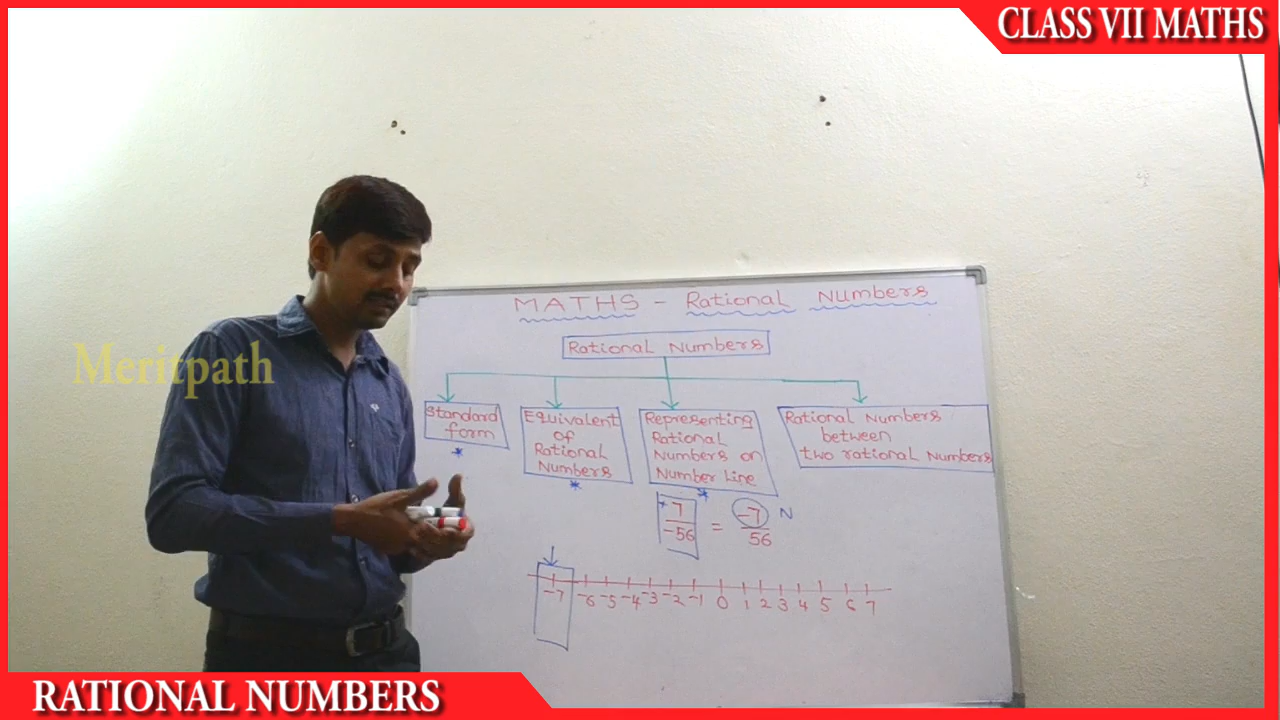 CLASS VII MATHS
MATHS - Rational Numbers
Rational Numbers
Standard
form
*
Equivalent
of
Rational
Numbers
*
Representing
Rational
Numbers on
Number Line
*
Rational Numbers
between
two rational Numbers
+ 7/-56 = -7/56 N
-7 -6 -5 -4 -3 -2 -1 0 1 2 3 4 5 6 7
Meritpath
RATIONAL NUMBERS